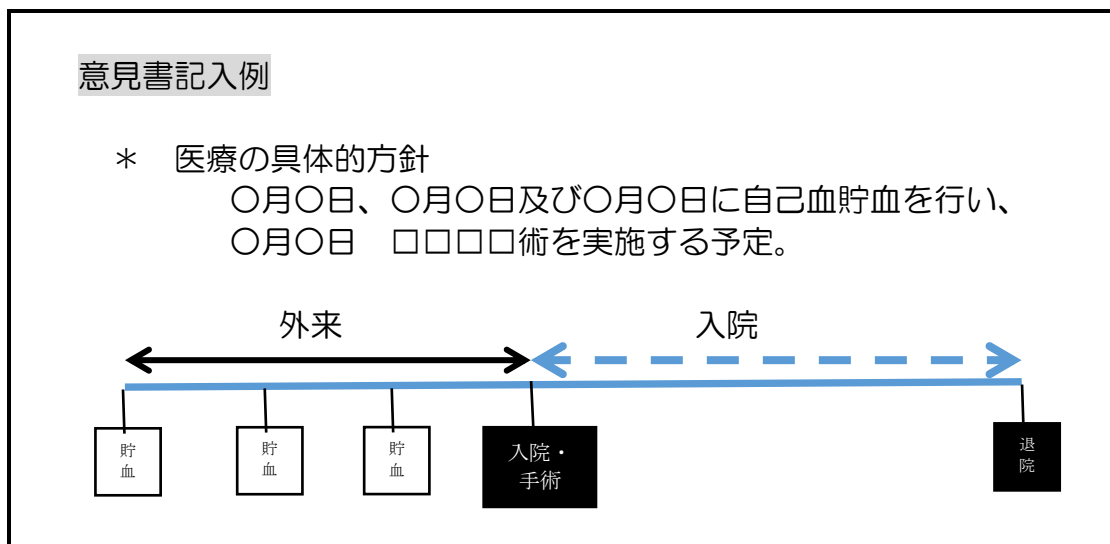 意見書記入例
＊　医療の具体的方針
〇月〇日、〇月〇日及び〇月〇日に自己血貯血を行い、
〇月〇日　□□□□術を実施する予定。
外来
入院
貯
血
貯
血
貯
血
入院・
手術
退
院